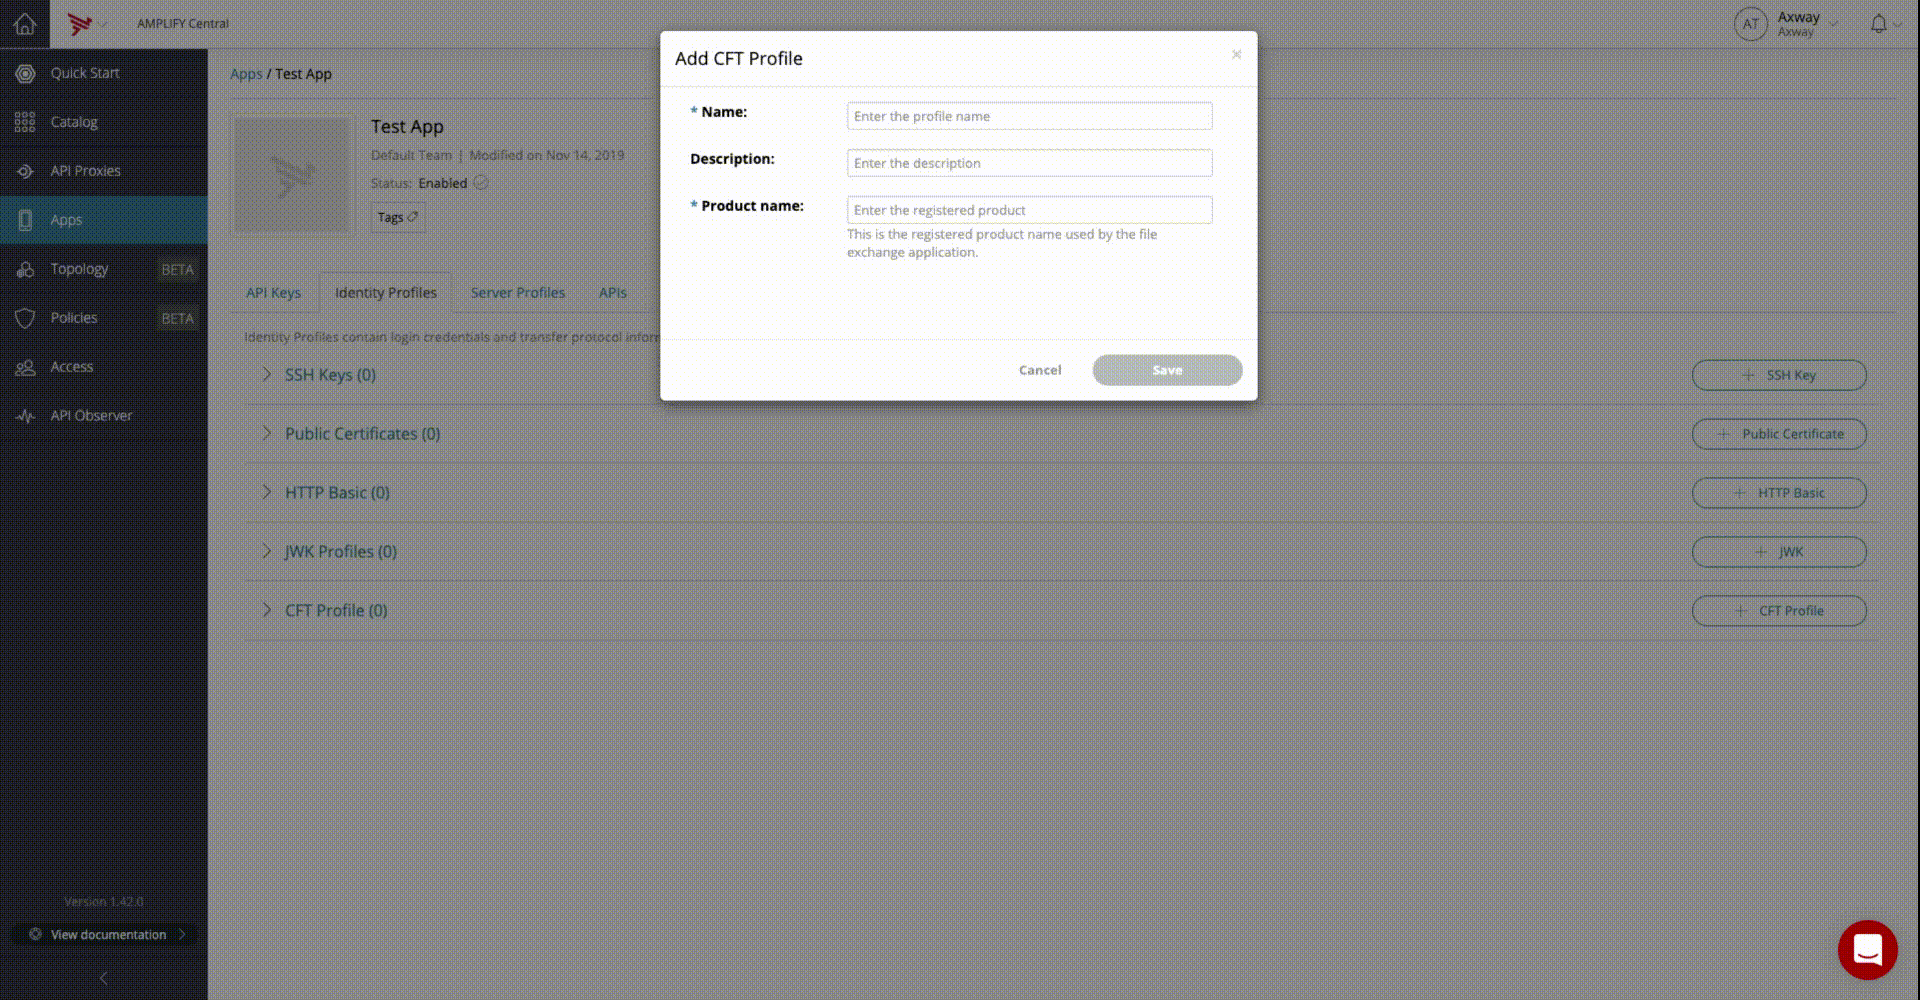 AMPLIFY Central
AT
Axway
Axway
Quick Start
Catalog
API Proxies
Apps
Topology BETA
Policies BETA
Access
API Observer
Version 1.42.0
View documentation
Apps / Test App
Test App
Default Team | Modified on Nov 14, 2019
Status: Enabled
Tags
API Keys Identity Profiles Server Profiles APIs
Identity Profiles contain login credentials and transfer protocol inform
SSH Keys (0) + SSH Key
Public Certificates (0) + Public Certificate
HTTP Basic (0) + HTTP Basic
JWK Profiles (0) + JWK
CFT Profile (0) + CFT Profile
Add CFT Profile ×
* Name: Enter the profile name
Description: Enter the description
* Product name: Enter the registered product
This is the registered product name used by the file
exchange application.
Cancel Save